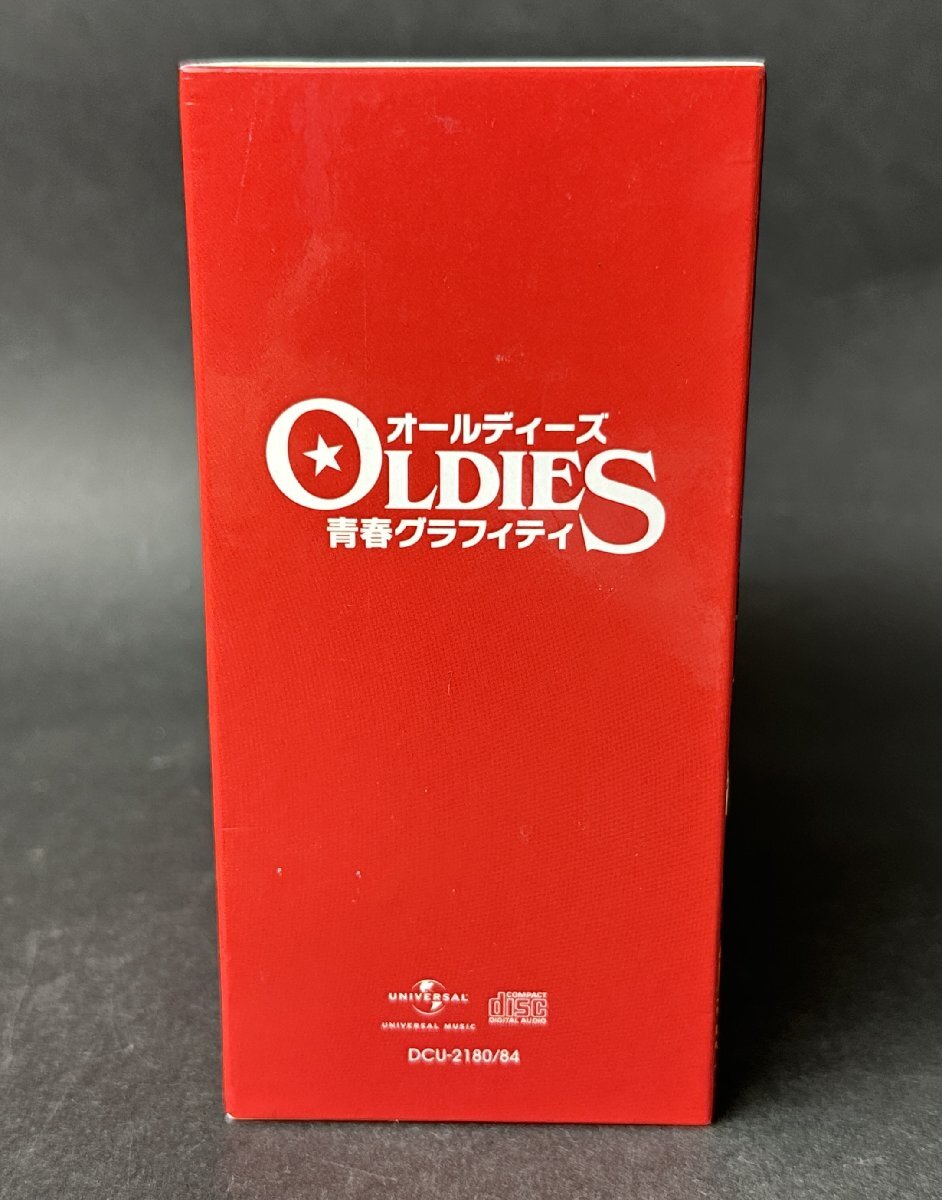 オールディーズ
OLDIES
青春グラフィティ
UNIVERSAL
UNIVERSAL MUSIC
COMPACT
disc
DIGITAL AUDIO
DCU-2180/84